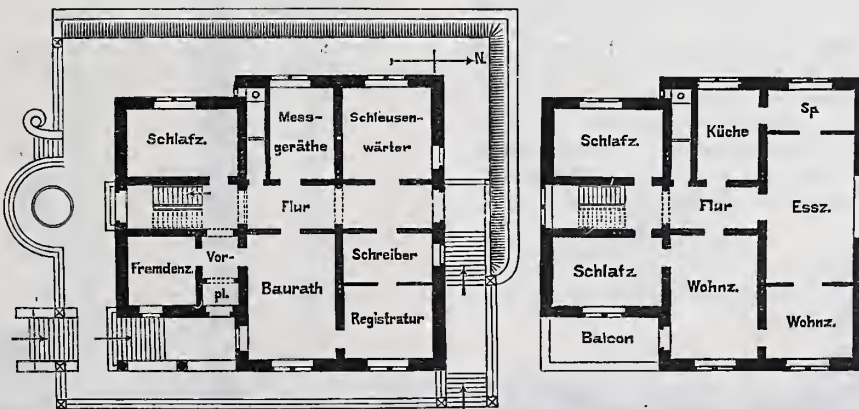 N.
Schlafz.
Mess-
geräthe
Schleusen-
wärter
Flur
Fremdenz.
Vor-
pl.
Baurath
Schreiber
Registratur
Schlafz.
Küche
Sp.
Flur
Essz.
Schlafz
Wohnz.
Wohnz.
Balcon